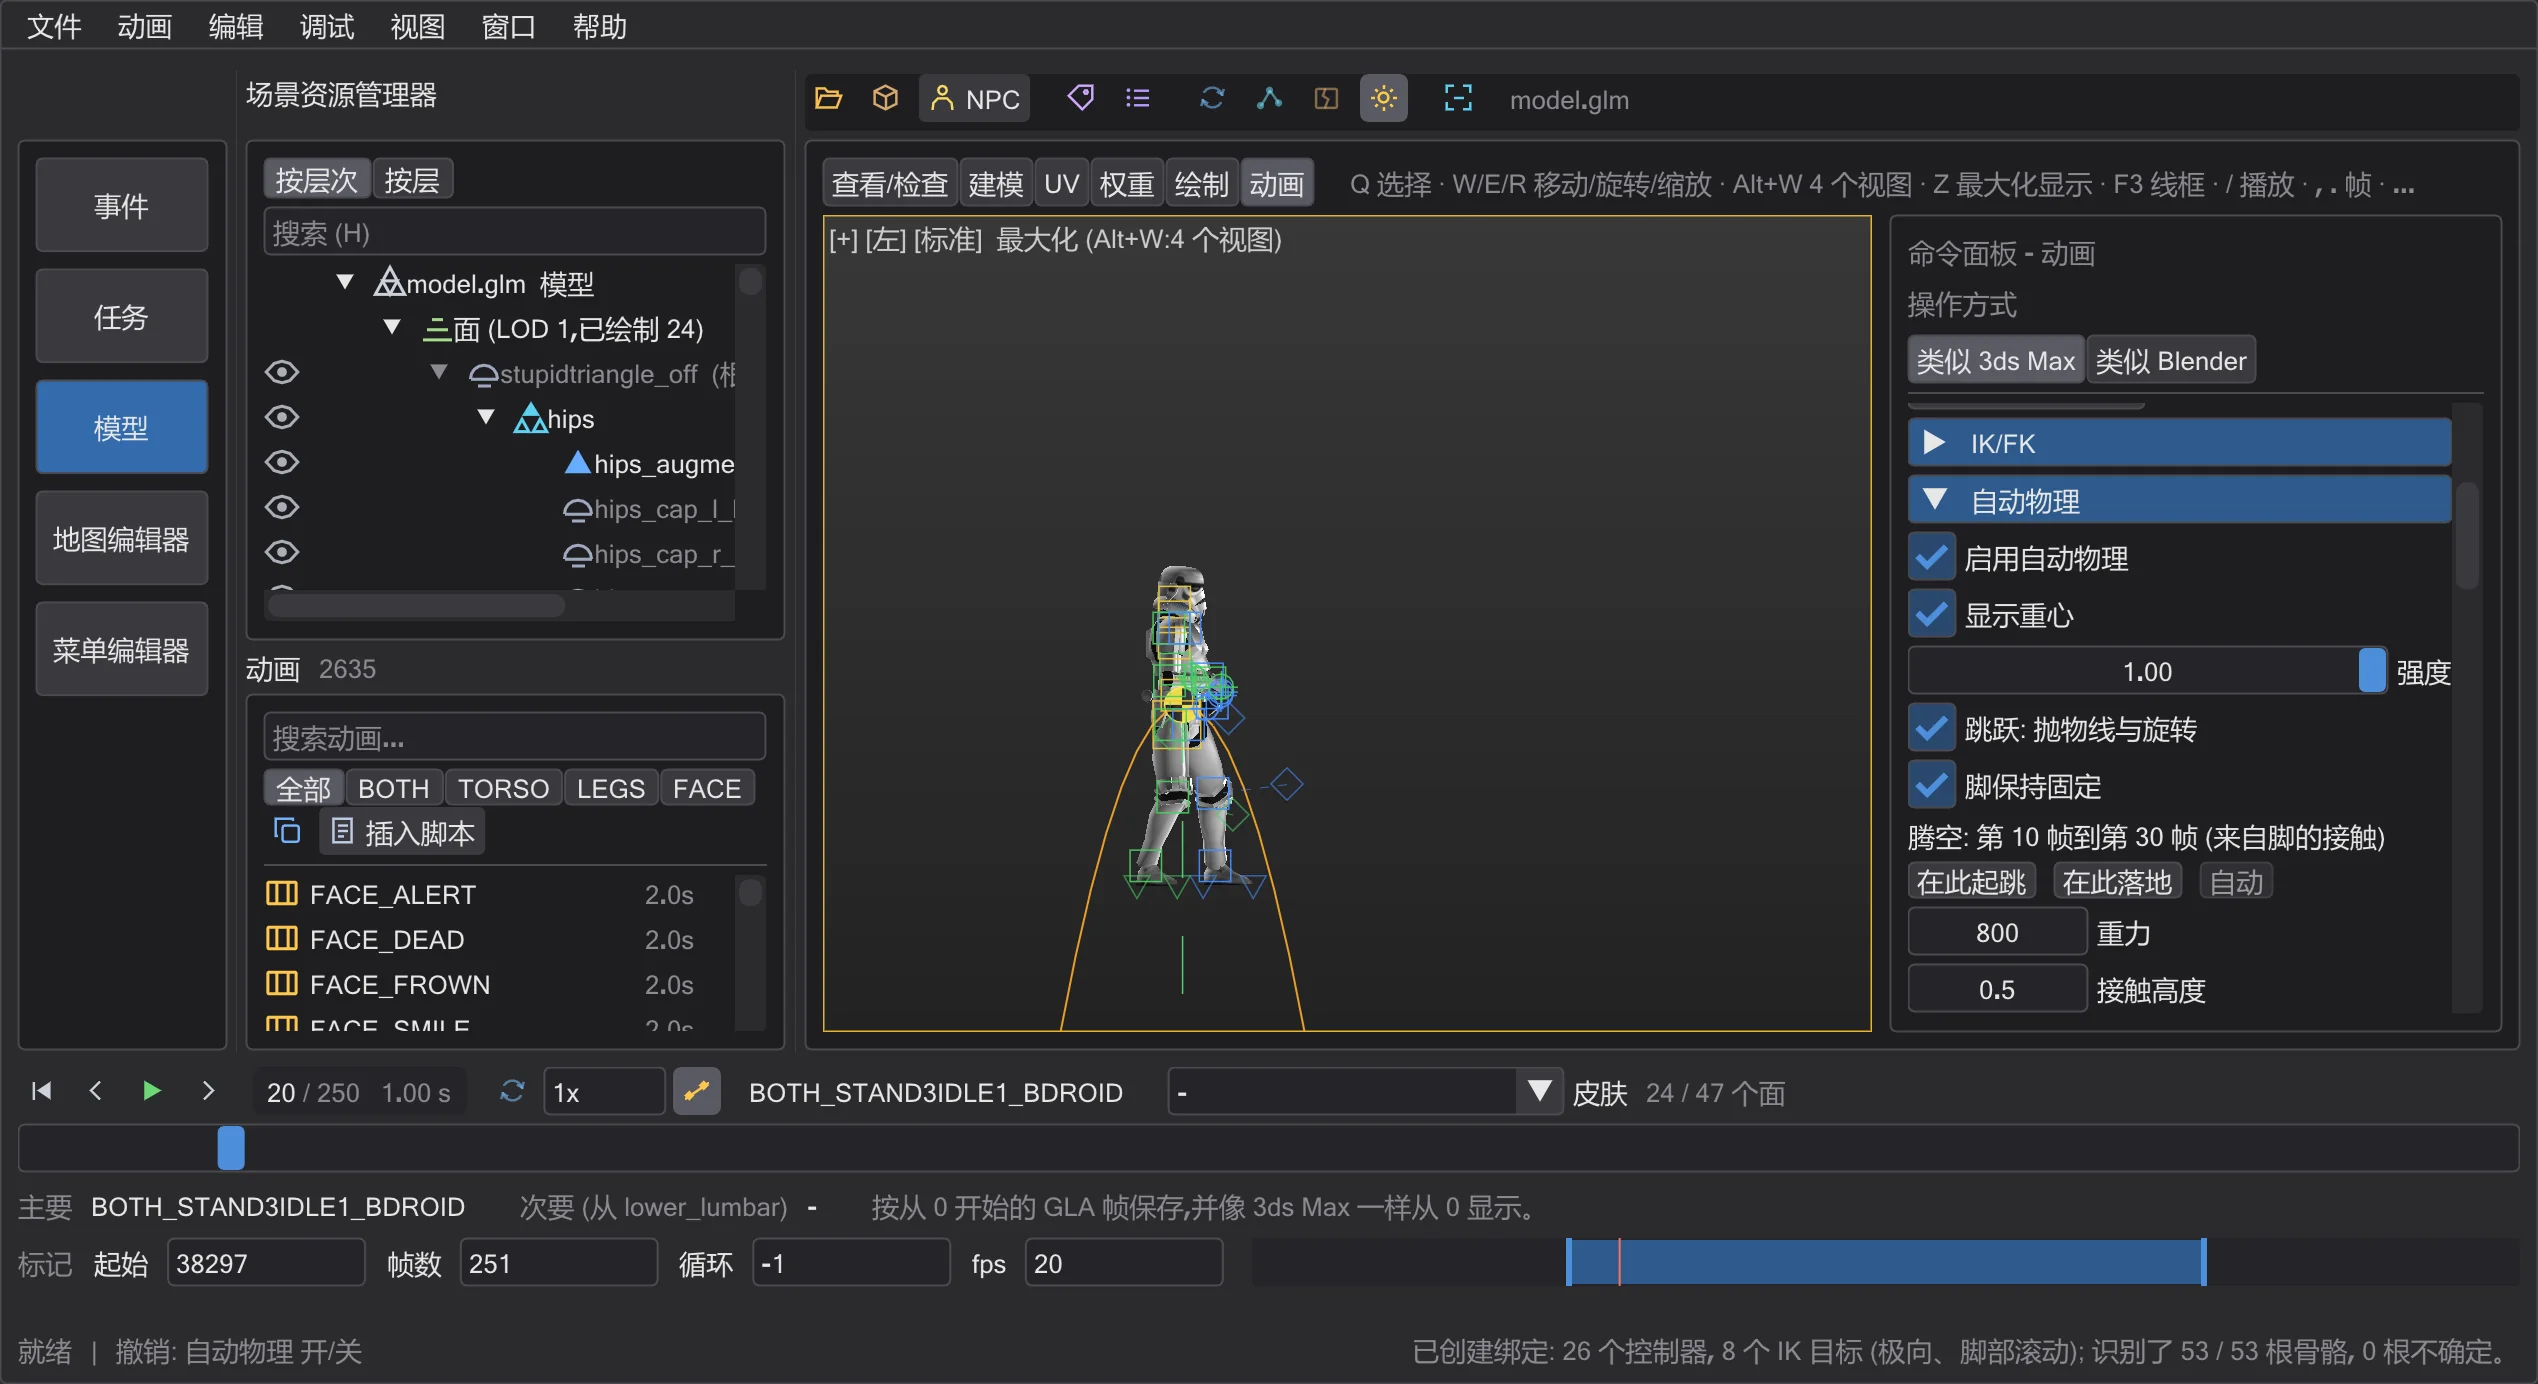 文件 动画 编辑 调试 视图 窗口 帮助
场景资源管理器
NPC
model.glm
事件
任务
模型
地图编辑器
菜单编辑器
按层次 按层
搜索 (H)
model.glm 模型
面 (LOD 1,已绘制 24)
stupidtriangle_off
hips
hips_augme
hips_cap_l_
hips_cap_r_
动画 2635
搜索动画...
全部 BOTH TORSO LEGS FACE
插入脚本
FACE_ALERT 2.0s
FACE_DEAD 2.0s
FACE_FROWN 2.0s
FACE_SMILE 2.0s
查看/检查 建模 UV 权重 绘制 动画
Q 选择 · W/E/R 移动/旋转/缩放 · Alt+W 4 个视图 · Z 最大化显示 · F3 线框 · / 播放 · , . 帧 · ...
[+] [左] [标准] 最大化 (Alt+W:4 个视图)
命令面板 - 动画
操作方式
类似 3ds Max 类似 Blender
IK/FK
自动物理
启用自动物理
显示重心
1.00 强度
跳跃: 抛物线与旋转
脚保持固定
腾空: 第 10 帧到第 30 帧 (来自脚的接触)
在此起跳 在此落地 自动
800 重力
0.5 接触高度
20 / 250 1.00 s
1x
BOTH_STAND3IDLE1_BDROID
-
皮肤 24 / 47 个面
主要 BOTH_STAND3IDLE1_BDROID 次要 (从 lower_lumbar) - 按从 0 开始的 GLA 帧保存,并像 3ds Max 一样从 0 显示。
标记 起始 38297 帧数 251 循环 -1 fps 20
就绪 | 撤销: 自动物理 开/关
已创建绑定: 26 个控制器, 8 个 IK 目标 (极向、脚部滚动); 识别了 53 / 53 根骨骼, 0 根不确定。